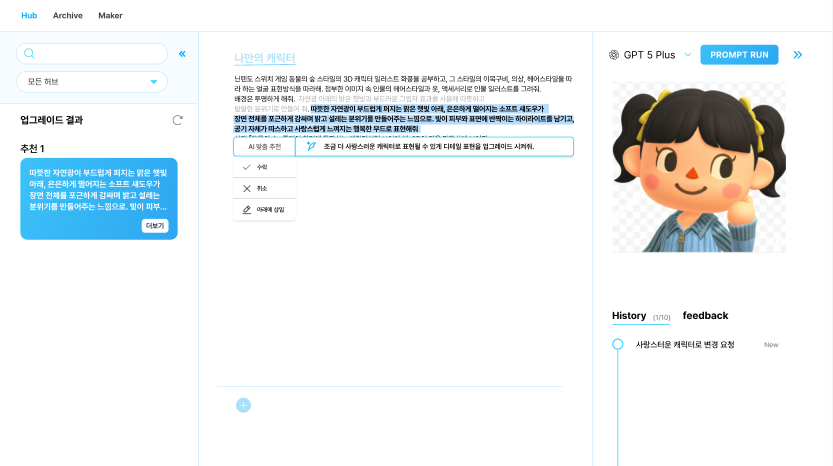 Hub Archive Maker
모든 허브
업그레이드 결과
추천 1
따뜻한 자연광이 부드럽게 퍼지는 밝은 햇빛
아래, 은은하게 떨어지는 소프트 섀도우가
장면 전체를 포근하게 감싸며 밝고 설레는
분위기를 만들어주는 느낌으로. 빛이 피부...
더보기
나만의 캐릭터
닌텐도 스위치 게임 동물의 숲 스타일의 3D 캐릭터 일러스트 화풍을 공부하고, 그 스타일의 이목구비, 의상, 헤어스타일을 따
라 하는 얼굴 표현방식을 따라해. 첨부한 이미지 속 인물의 헤어스타일과 옷, 액세서리로 인물 일러스트를 그려줘.
배경은 투명하게 해줘, 자연광 아래의 밝은 햇빛과 부드러운 그림자 효과를 사용해 따뜻하고
발랄한 분위기로 만들어 줘, 따뜻한 자연광이 부드럽게 퍼지는 밝은 햇빛 아래, 은은하게 떨어지는 소프트 섀도우가
장면 전체를 포근하게 감싸며 밝고 설레는 분위기를 만들어주는 느낌으로. 빛이 피부와 표면에 반짝이는 하이라이트를 남기고,
공기 자체가 따스하고 사랑스럽게 느껴지는 행복한 무드로 표현해줘
AI 맞춤 추천
조금 더 사랑스러운 캐릭터로 표현될 수 있게 디테일 표현을 업그레이드 시켜줘.
수락
취소
아래에 삽입
GPT 5 Plus
PROMPT RUN
History (1/10) feedback
사랑스터운 캐릭터로 변경 요청 New